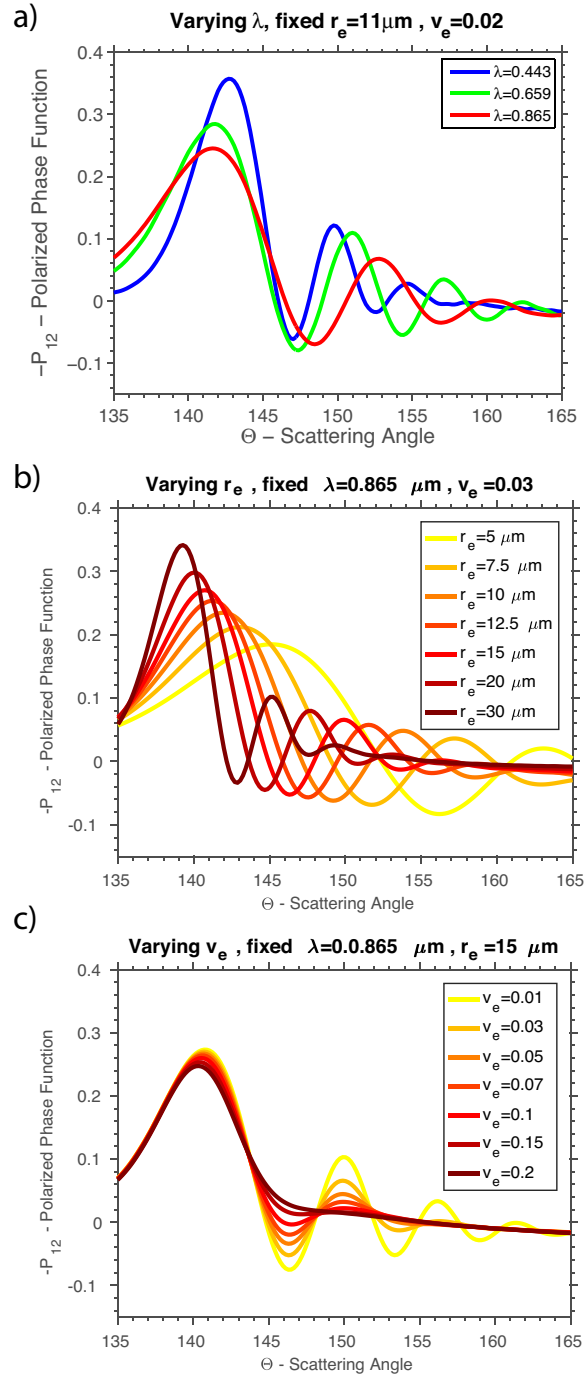 a)
Varying λ, fixed r_e=11μm , v_e=0.02
-P_12 – Polarized Phase Function
0.4
0.3
0.2
0.1
0
−0.1
λ=0.443
λ=0.659
λ=0.865
135 140 145 150 155 160 165
Θ – Scattering Angle
b)
Varying r_e , fixed λ=0.865 μm , v_e=0.03
-P_12 - Polarized Phase Function
0.4
0.3
0.2
0.1
0
-0.1
r_e=5 μm
r_e=7.5 μm
r_e=10 μm
r_e=12.5 μm
r_e=15 μm
r_e=20 μm
r_e=30 μm
135 140 145 150 155 160 165
Θ - Scattering Angle
c)
Varying v_e , fixed λ=0.0.865 μm , r_e=15 μm
-P_12 - Polarized Phase Function
0.4
0.3
0.2
0.1
0
-0.1
v_e=0.01
v_e=0.03
v_e=0.05
v_e=0.07
v_e=0.1
v_e=0.15
v_e=0.2
135 140 145 150 155 160 165
Θ - Scattering Angle